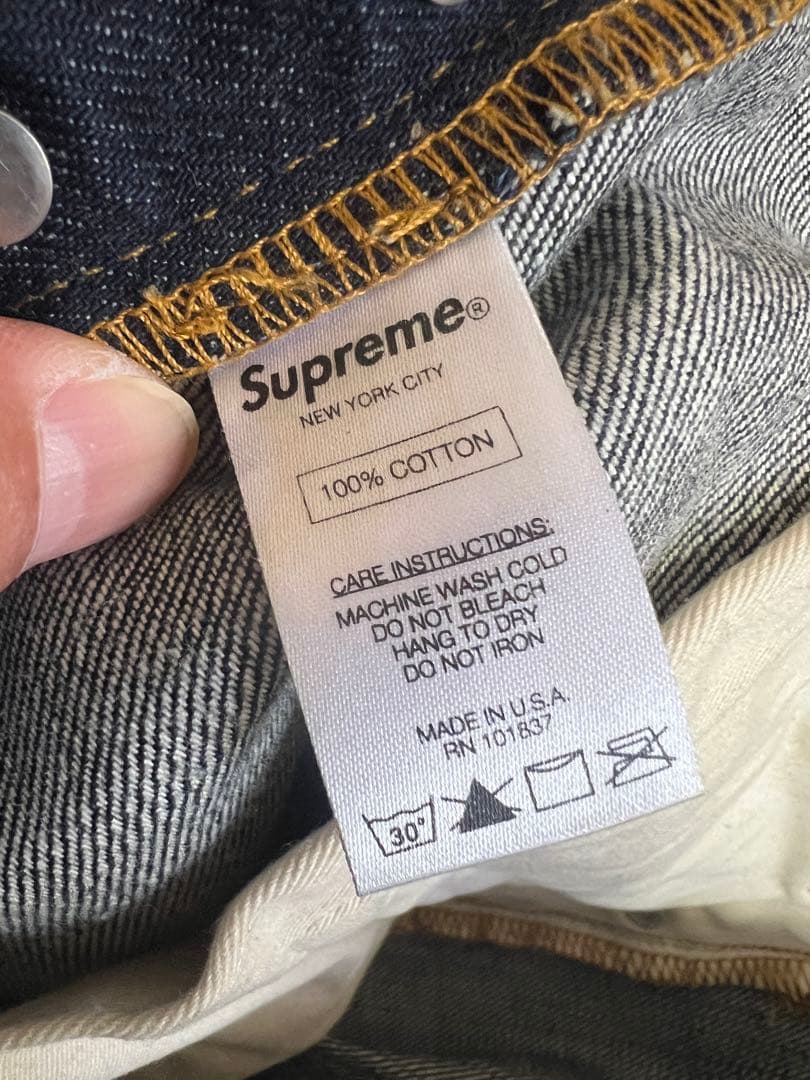 Supreme®
NEW YORK CITY
100% COTTON
CARE INSTRUCTIONS:
MACHINE WASH COLD
DO NOT BLEACH
HANG TO DRY
DO NOT IRON
MADE IN U.S.A.
RN 101837
30°